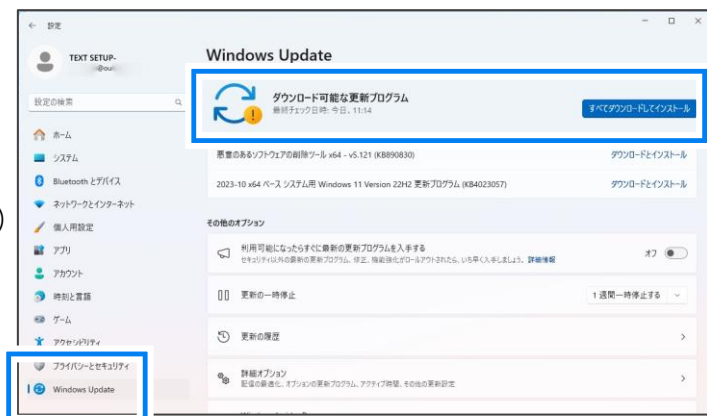 ← 設定
TEXT SETUP-
@out
設定の検索
ホーム
システム
Bluetooth とデバイス
ネットワークとインターネット
個人用設定
アプリ
アカウント
時刻と言語
ゲーム
アクセシビリティ
プライバシーとセキュリティ
Windows Update
Windows Update
ダウンロード可能な更新プログラム
最終チェック日時: 今日、11:14
すべてダウンロードしてインストール
悪意のあるソフトウェアの削除ツール x64 - v5.121 (KB890830) ダウンロードとインストール
2023-10 x64 ベース システム用 Windows 11 Version 22H2 更新プログラム (KB4023057) ダウンロードとインストール
その他のオプション
利用可能になったらすぐに最新の更新プログラムを入手する オフ
セキュリティ以外の最新の更新プログラム、修正、機能強化がロールアウトされたら、いち早く入手しましょう。 詳細情報
更新の一時停止 1 週間一時停止する
更新の履歴
詳細オプション
配信の最適化、オプションの更新プログラム、アクティブ時間、その他の更新設定